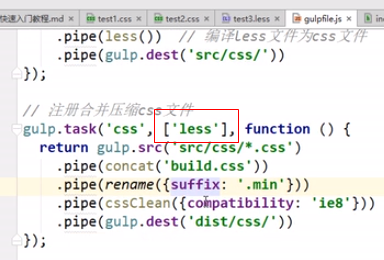 快速入门教程.md test1.css test2.css test3.less gulpfile.js
.pipe(less()) // 编译Less文件为css文件
.pipe(gulp.dest('src/css/'))
});
// 注册合并压缩css文件
gulp.task('css', ['less'], function () {
return gulp.src('src/css/*.css')
.pipe(concat('build.css'))
.pipe(rename({suffix: '.min'}))
.pipe(cssClean({compatibility: 'ie8'}))
.pipe(gulp.dest('dist/css/'))
});